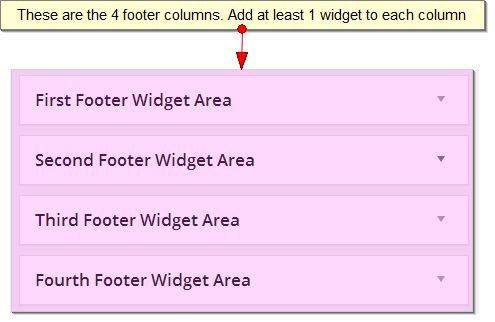 These are the 4 footer columns. Add at least 1 widget to each column
First Footer Widget Area
Second Footer Widget Area
Third Footer Widget Area
Fourth Footer Widget Area